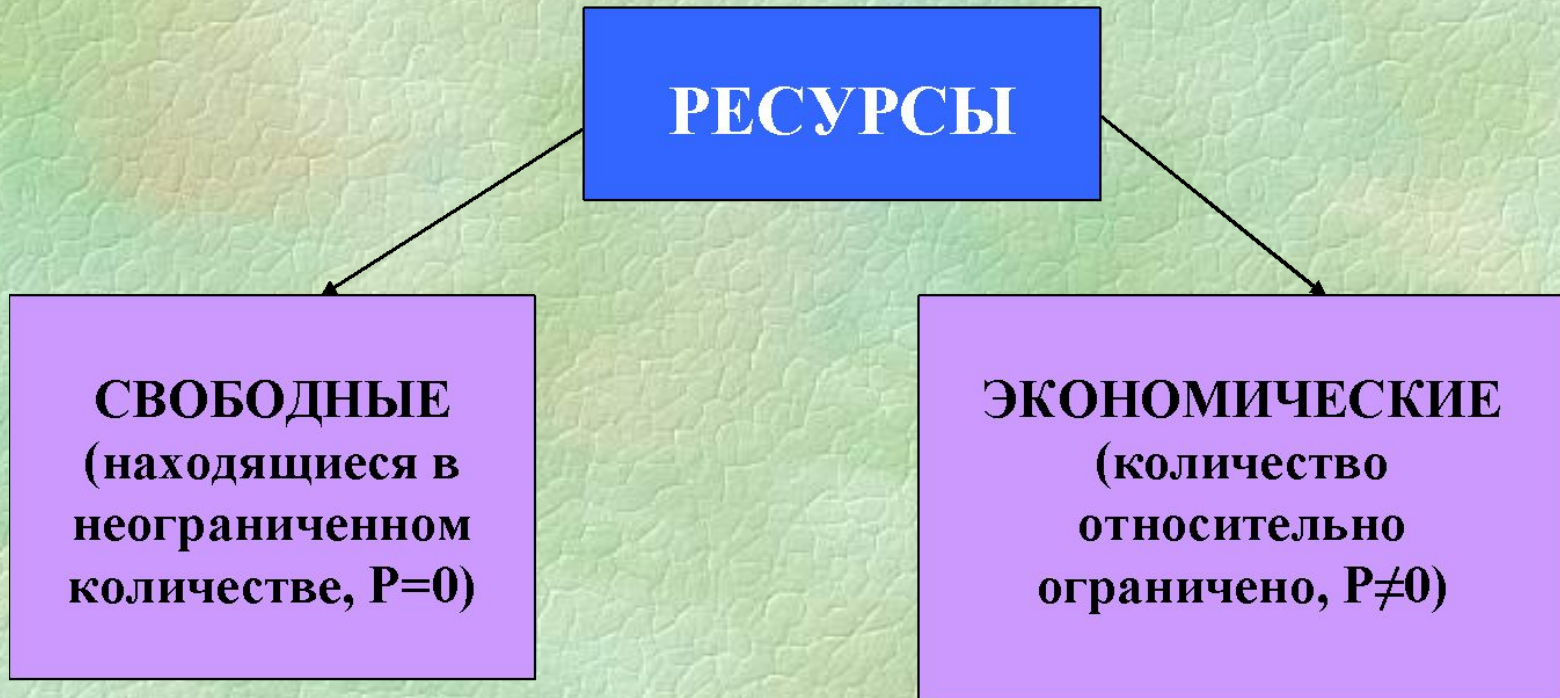 РЕСУРСЫ
СВОБОДНЫЕ
(находящиеся в
неограниченном
количестве, P=0)
ЭКОНОМИЧЕСКИЕ
(количество
относительно
ограничено, P≠0)